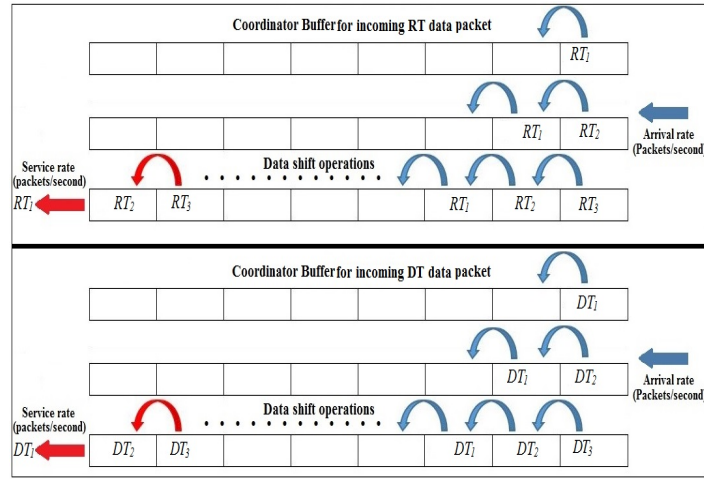 Coordinator Buffer for incoming RT data packet
RT1
RT1 RT2
Arrival rate
(Packets/second)
Service rate
(packets/second)
Data shift operations
RT1 RT2 RT3 RT1 RT2 RT3
Coordinator Buffer for incoming DT data packet
DT1
DT1 DT2
Arrival rate
(Packets/second)
Service rate
(packets/second)
Data shift operations
DT1 DT2 DT3 DT1 DT2 DT3